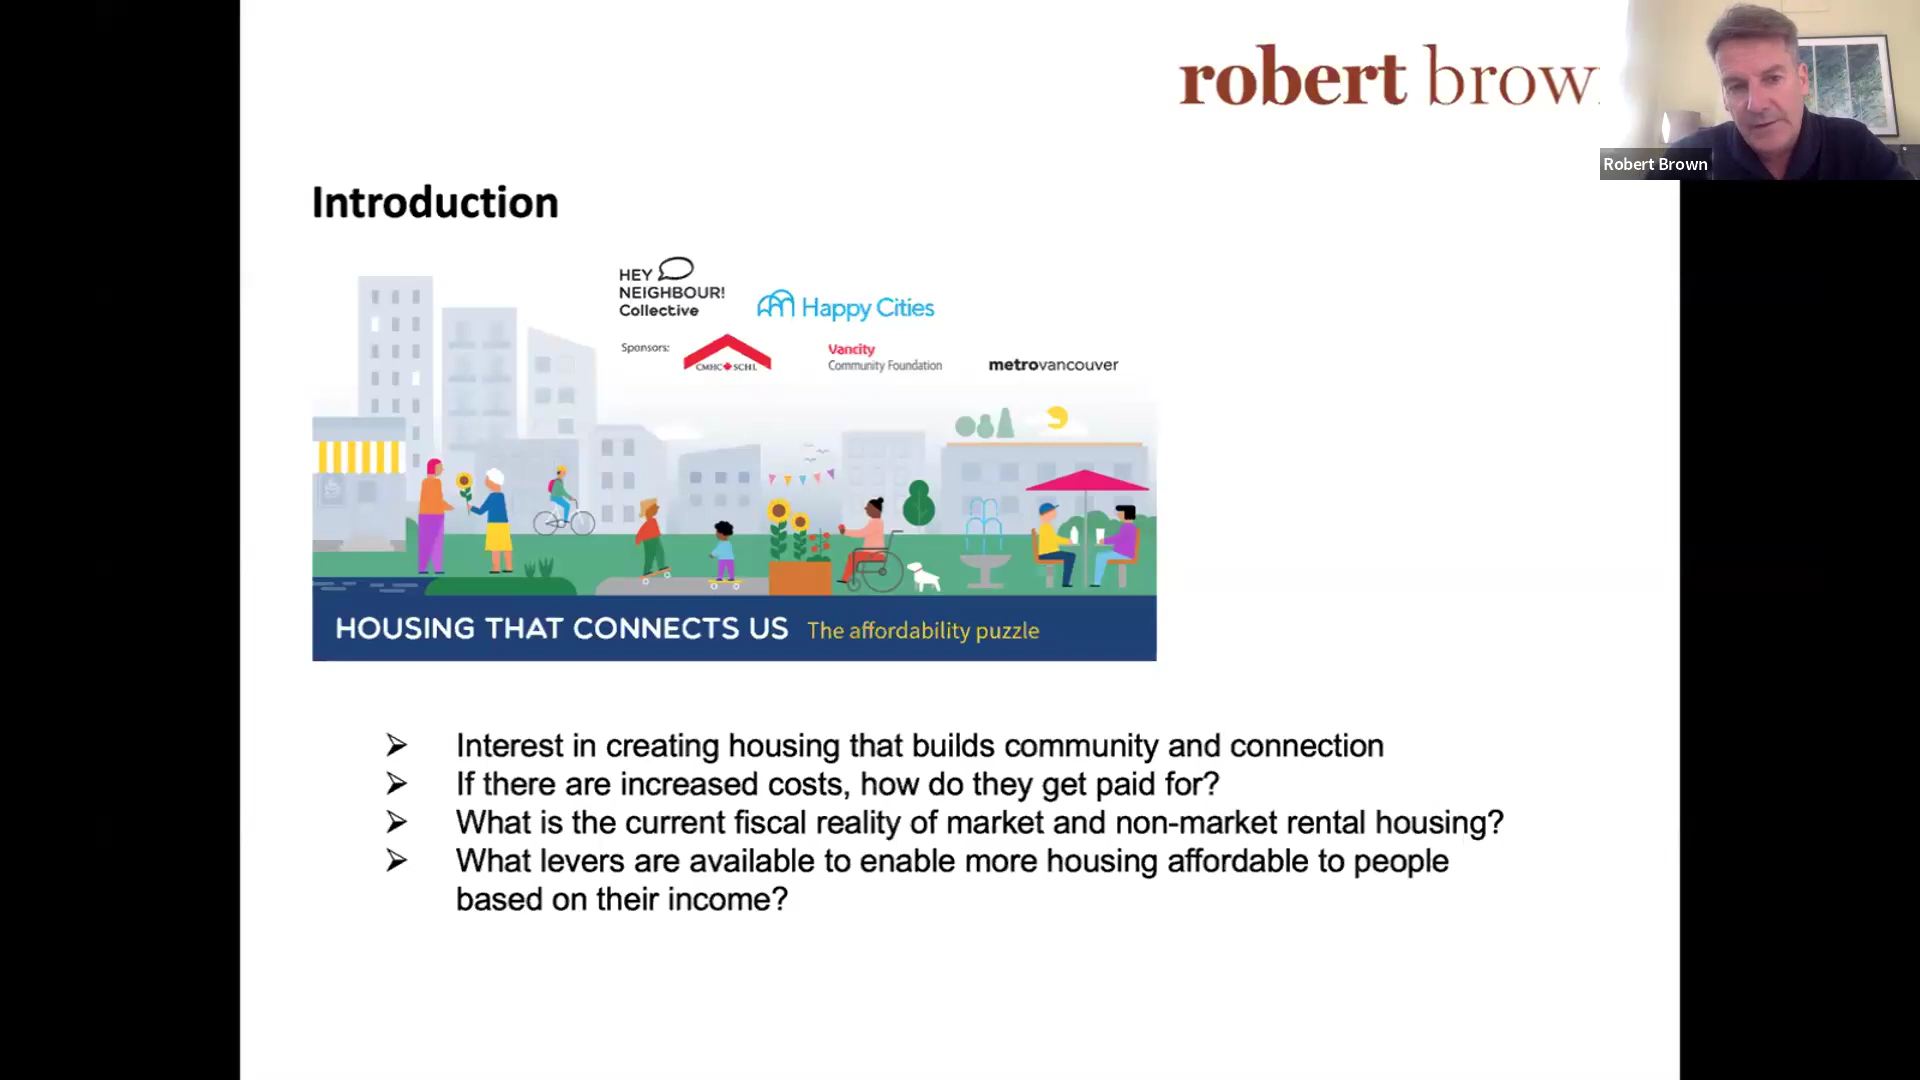 robert brow
Robert Brown
Introduction
HEY
NEIGHBOUR!
Collective
Happy Cities
Sponsors:
CMHC SCHL
Vancity
Community Foundation
metrovancouver
HOUSING THAT CONNECTS US The affordability puzzle
➢ Interest in creating housing that builds community and connection
➢ If there are increased costs, how do they get paid for?
➢ What is the current fiscal reality of market and non-market rental housing?
➢ What levers are available to enable more housing affordable to people
based on their income?